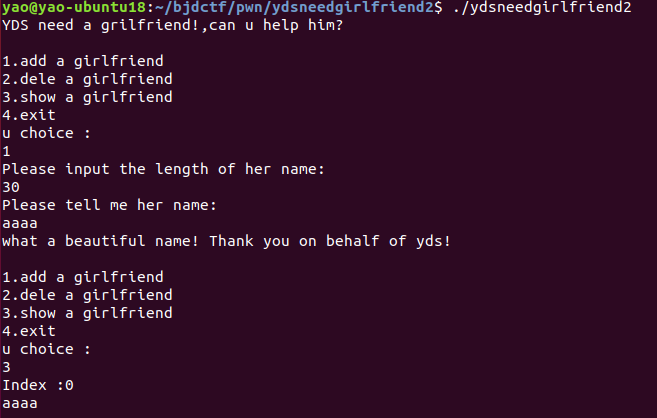 yao@yao-ubuntu18:~/bjdctf/pwn/ydsneedgirlfriend2$ ./ydsneedgirlfriend2
YDS need a grilfriend!,can u help him?
1.add a girlfriend
2.dele a girlfriend
3.show a girlfriend
4.exit
u choice :
1
Please input the length of her name:
30
Please tell me her name:
aaaa
what a beautiful name! Thank you on behalf of yds!
1.add a girlfriend
2.dele a girlfriend
3.show a girlfriend
4.exit
u choice :
3
Index :0
aaaa